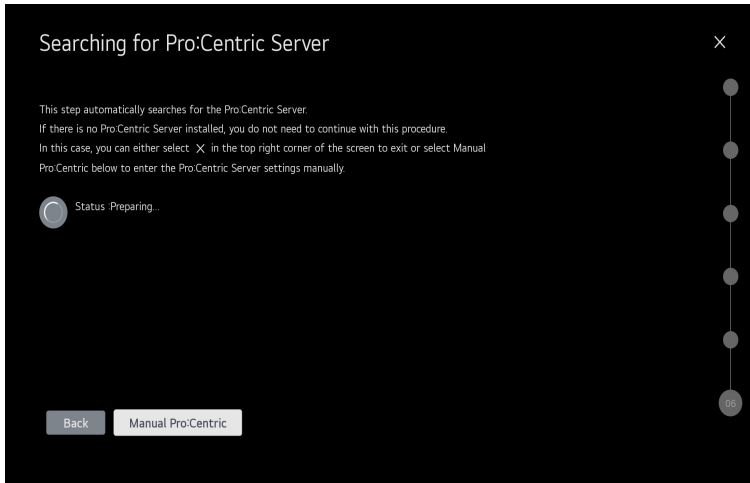 Searching for Pro:Centric Server
This step automatically searches for the Pro:Centric Server.
If there is no Pro:Centric Server installed, you do not need to continue with this procedure.
In this case, you can either select X in the top right corner of the screen to exit or select Manual
Pro:Centric below to enter the Pro:Centric Server settings manually.
Status :Preparing...
06
Back
Manual Pro:Centric